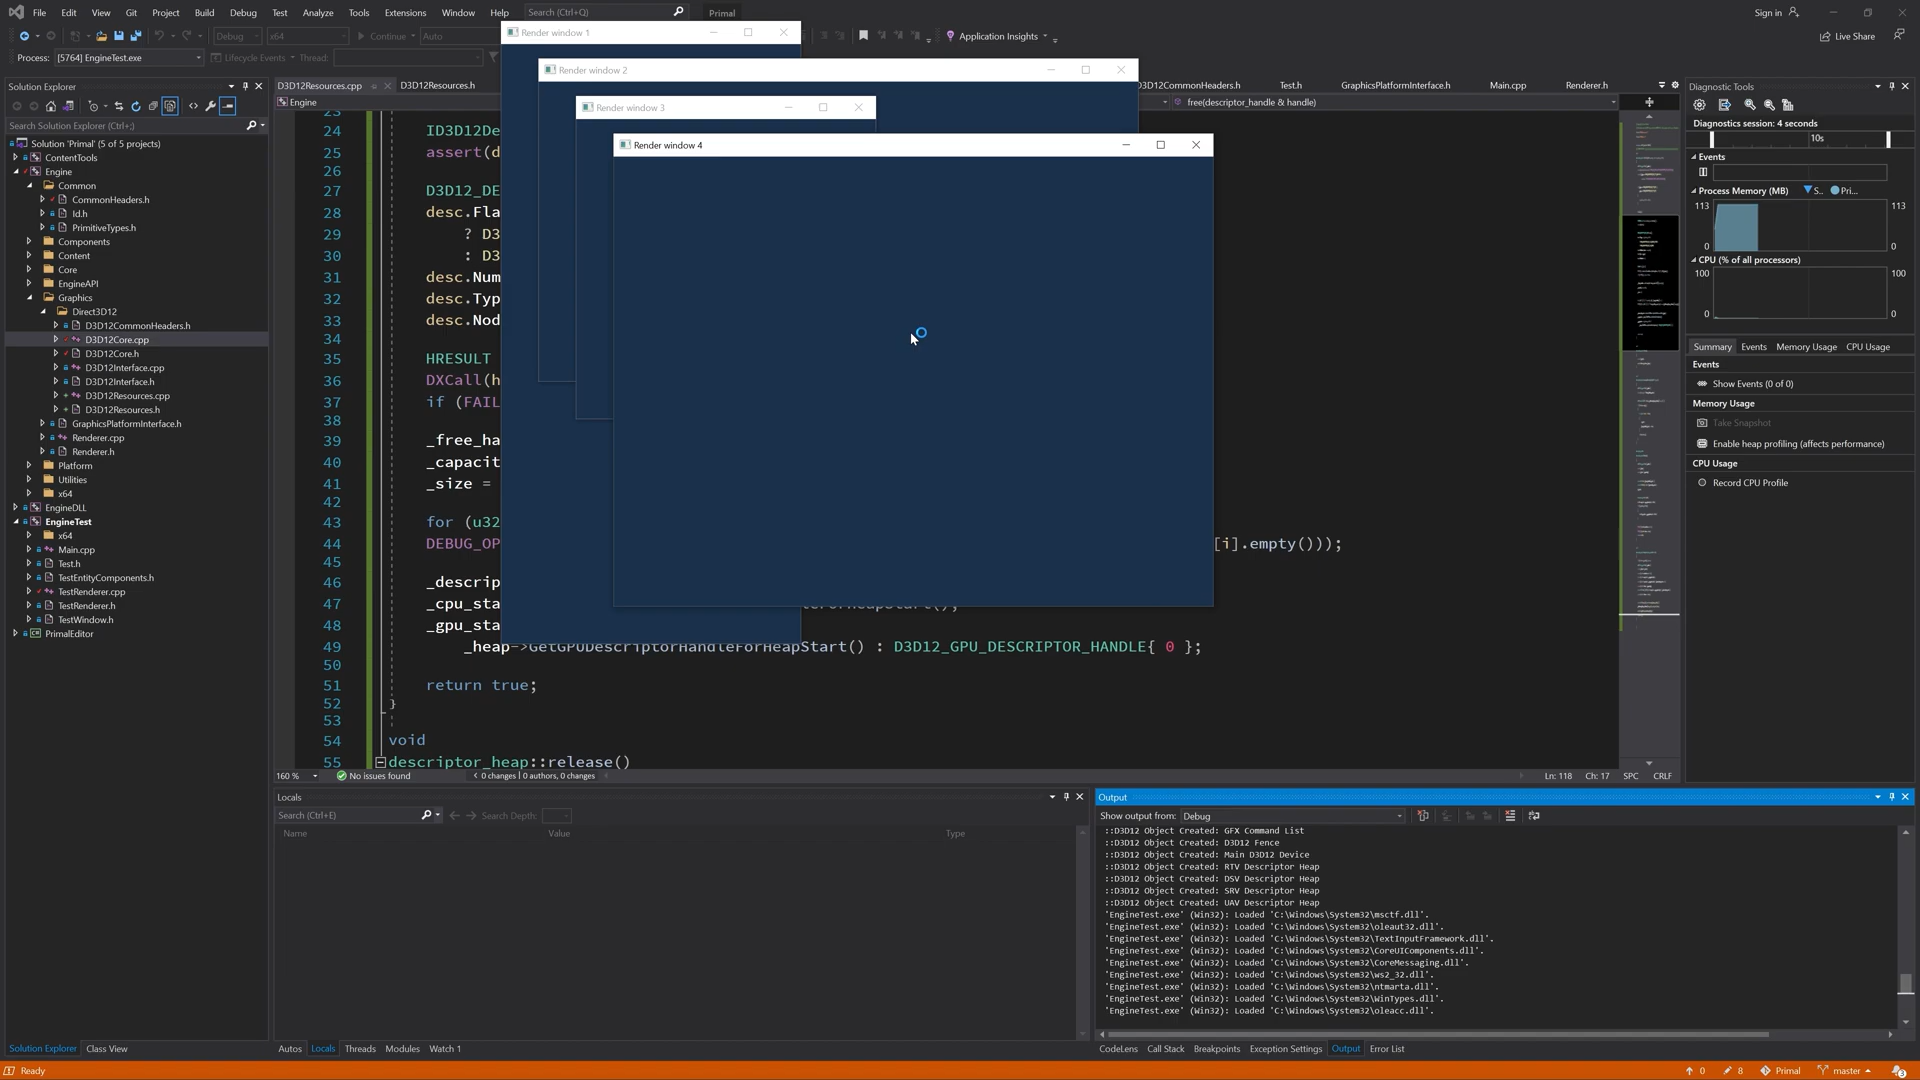 File Edit View Git Project Build Debug Test Analyze Tools Extensions Window Help Search (Ctrl+Q) Primal Sign in
Debug x64 Continue Auto Application Insights Live Share
Process: [5764] EngineTest.exe Lifecycle Events Thread:
Solution Explorer
Search Solution Explorer (Ctrl+;)
Solution 'Primal' (5 of 5 projects)
ContentTools
Engine
Common
CommonHeaders.h
Id.h
PrimitiveTypes.h
Components
Content
Core
EngineAPI
Graphics
Direct3D12
D3D12CommonHeaders.h
D3D12Core.cpp
D3D12Core.h
D3D12Interface.cpp
D3D12Interface.h
D3D12Resources.cpp
D3D12Resources.h
GraphicsPlatformInterface.h
Renderer.cpp
Renderer.h
Platform
Utilities
x64
EngineDLL
EngineTest
x64
Main.cpp
Test.h
TestEntityComponents.h
TestRenderer.cpp
TestRenderer.h
TestWindow.h
PrimalEditor
Solution Explorer Class View
D3D12Resources.cpp D3D12Resources.h 3D12CommonHeaders.h Test.h GraphicsPlatformInterface.h Main.cpp Renderer.h
Engine free(descriptor_handle & handle)
Render window 1
Render window 2
Render window 3
Render window 4
23
24 ID3D12De
25 assert(d
26
27 D3D12_DE
28 desc.Fla
29 ? D3
30 : D3
31 desc.Num
32 desc.Typ
33 desc.Nod
34
35 HRESULT
36 DXCall(h
37 if (FAIL
38
39 _free_ha
40 _capacit
41 _size =
42
43 for (u32
44 DEBUG_OP [i].empty()));
45
46 _descrip
47 _cpu_sta
48 _gpu_sta
49 _heap->GetGPUDescriptorHandleForHeapStart() : D3D12_GPU_DESCRIPTOR_HANDLE{ 0 };
50
51 return true;
52 }
53
54 void
55 descriptor_heap::release()
160 % No issues found 0 changes | 0 authors, 0 changes Ln: 118 Ch: 17 SPC CRLF
Diagnostic Tools
Diagnostics session: 4 seconds
10s
Events
Process Memory (MB) S.. Pri...
113 113
0 0
CPU (% of all processors)
100 100
0 0
Summary Events Memory Usage CPU Usage
Events
Show Events (0 of 0)
Memory Usage
Take Snapshot
Enable heap profiling (affects performance)
CPU Usage
Record CPU Profile
Locals
Search (Ctrl+E) Search Depth:
Name Value Type
Autos Locals Threads Modules Watch 1
Output
Show output from: Debug
::D3D12 Object Created: GFX Command List
::D3D12 Object Created: D3D12 Fence
::D3D12 Object Created: Main D3D12 Device
::D3D12 Object Created: RTV Descriptor Heap
::D3D12 Object Created: DSV Descriptor Heap
::D3D12 Object Created: SRV Descriptor Heap
::D3D12 Object Created: UAV Descriptor Heap
'EngineTest.exe' (Win32): Loaded 'C:\Windows\System32\msctf.dll'.
'EngineTest.exe' (Win32): Loaded 'C:\Windows\System32\oleaut32.dll'.
'EngineTest.exe' (Win32): Loaded 'C:\Windows\System32\TextInputFramework.dll'.
'EngineTest.exe' (Win32): Loaded 'C:\Windows\System32\CoreUIComponents.dll'.
'EngineTest.exe' (Win32): Loaded 'C:\Windows\System32\CoreMessaging.dll'.
'EngineTest.exe' (Win32): Loaded 'C:\Windows\System32\ws2_32.dll'.
'EngineTest.exe' (Win32): Loaded 'C:\Windows\System32\ntmarta.dll'.
'EngineTest.exe' (Win32): Loaded 'C:\Windows\System32\WinTypes.dll'.
'EngineTest.exe' (Win32): Loaded 'C:\Windows\System32\oleacc.dll'.
CodeLens Call Stack Breakpoints Exception Settings Output Error List
Ready 0 8 Primal master 3